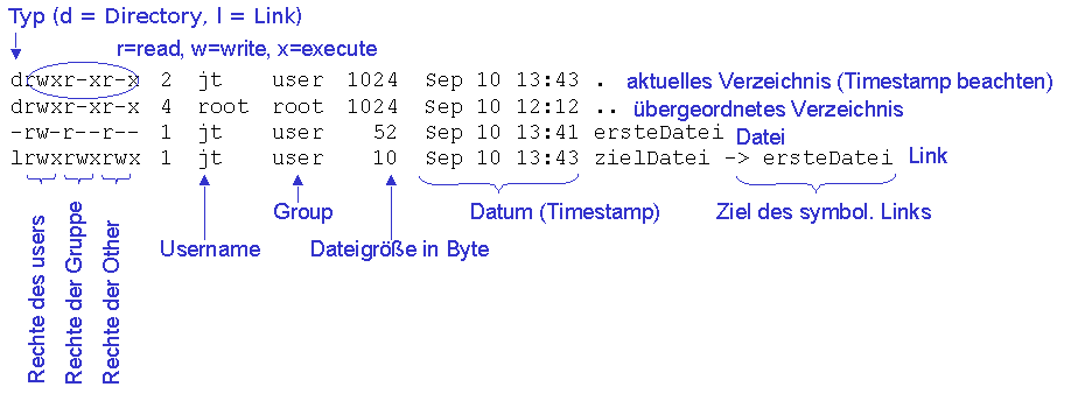 Typ (d = Directory, l = Link)
r=read, w=write, x=execute
drwxr-xr-x 2 jt user 1024 Sep 10 13:43 . aktuelles Verzeichnis (Timestamp beachten)
drwxr-xr-x 4 root root 1024 Sep 10 12:12 .. übergeordnetes Verzeichnis
-rw-r--r-- 1 jt user 52 Sep 10 13:41 ersteDatei Datei
lrwxrwxrwx 1 jt user 10 Sep 10 13:43 zielDatei -> ersteDatei Link
Rechte des users
Rechte der Gruppe
Rechte der Other
Username
Group
Dateigröße in Byte
Datum (Timestamp)
Ziel des symbol. Links